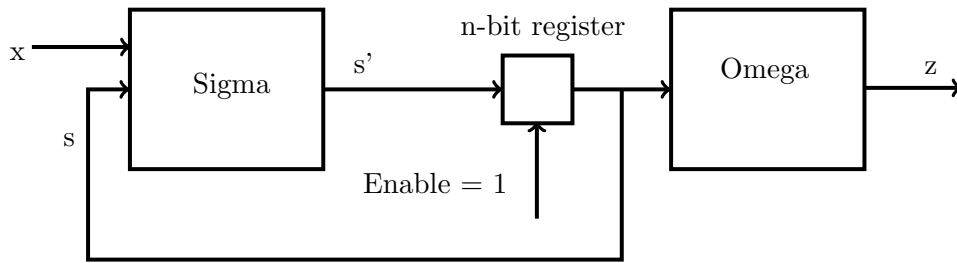 n-bit register
x
Sigma
s'
Omega
z
s
Enable = 1